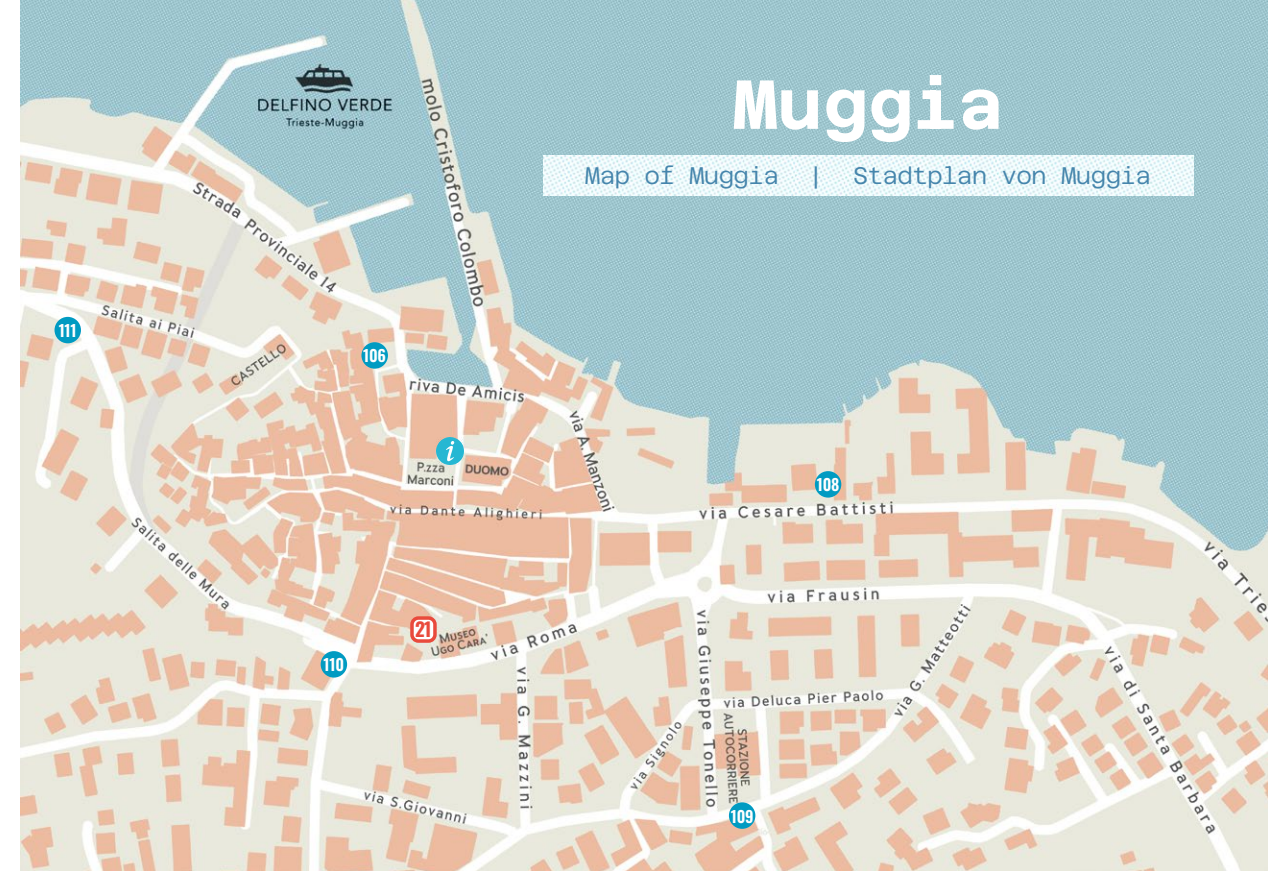 Muggia
Map of Muggia | Stadtplan von Muggia
DELFINO VERDE
Trieste-Muggia
molo Cristoforo Colombo
Strada Provinciale 14
Salita ai Piai
111
CASTELLO
106
riva De Amicis
via A. Manzoni
i
P.zza
Marconi
DUOMO
108
via Dante Alighieri
via Cesare Battisti
Salita delle Mura
via Tries
via Frausin
21
MUSEO
UGO CARA'
via Roma
110
via Giuseppe Tonello
via G. Matteotti
via di Santa Barbara
via G. Mazzini
via Deluca Pier Paolo
via Signolo
STAZIONE
AUTOCORRIERE
via S.Giovanni
109